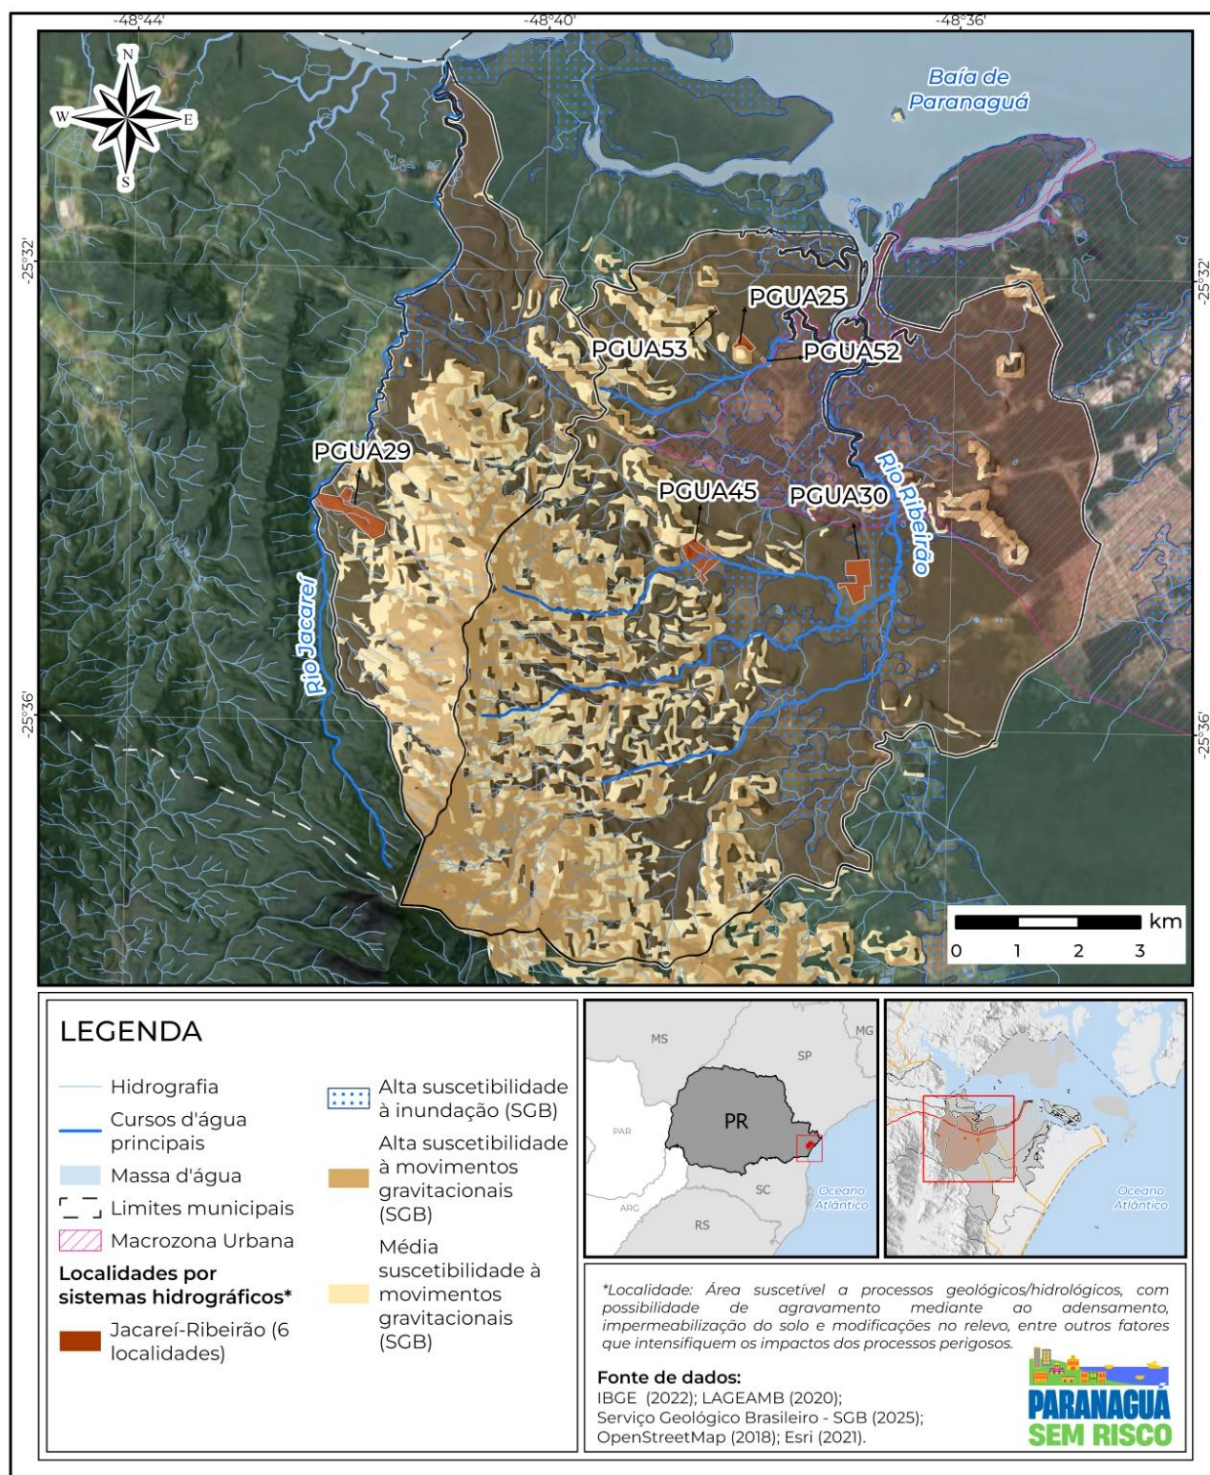 -48°44'
-48°40'
-48°36'
N
W
E
S
Baía de
Paranaguá
-25°32'
-25°32'
PGUA25
PGUA53
PGUA52
PGUA29
PGUA45
PGUA30
Rio Ribeirão
Rio Jacareí
-25°36'
-25°36'
km
0 1 2 3
LEGENDA
Hidrografia
Cursos d'água
principais
Massa d'água
Limites municipais
Macrozona Urbana
Localidades por
sistemas hidrográficos*
Jacareí-Ribeirão (6
localidades)
Alta suscetibilidade
à inundação (SGB)
Alta suscetibilidade
à movimentos
gravitacionais
(SGB)
Média
suscetibilidade à
movimentos
gravitacionais
(SGB)
MS
MG
SP
PR
PAR
SC
ARG
RS
Oceano
Atlântico
Oceano
Atlântico
*Localidade: Área suscetível a processos geológicos/hidrológicos, com
possibilidade de agravamento mediante ao adensamento,
impermeabilização do solo e modificações no relevo, entre outros fatores
que intensifiquem os impactos dos processos perigosos.
Fonte de dados:
IBGE (2022); LAGEAMB (2020);
Serviço Geológico Brasileiro - SGB (2025);
OpenStreetMap (2018); Esri (2021).
PARANAGUÁ
SEM RISCO